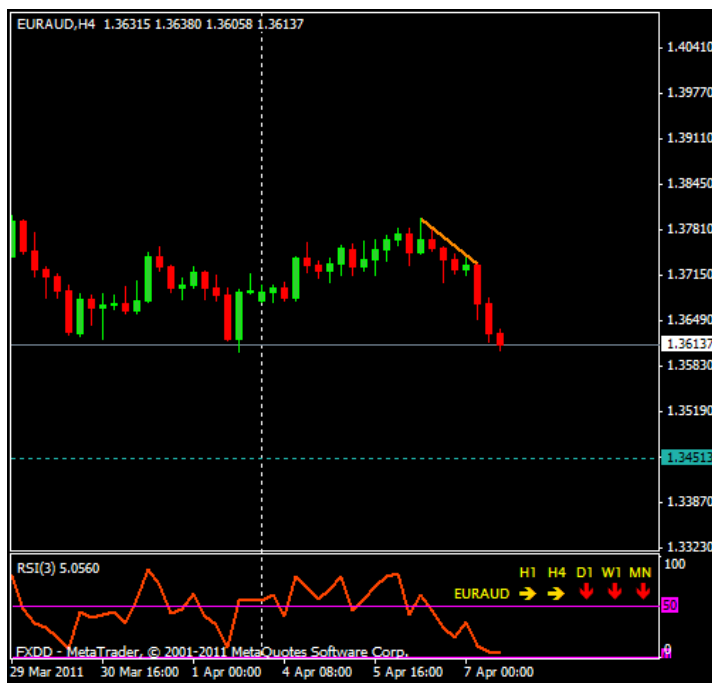 EURAUD,H4 1.36315 1.36380 1.36058 1.36137
1.40410
1.39770
1.39110
1.38450
1.37810
1.37150
1.36490
1.36137
1.35830
1.35190
1.34513
1.33870
1.33230
RSI(3) 5.0560
100
H1 H4 D1 W1 MN
EURAUD
50
0
FXDD - MetaTrader, © 2001-2011 MetaQuotes Software Corp.
29 Mar 2011 30 Mar 16:00 1 Apr 00:00 4 Apr 08:00 5 Apr 16:00 7 Apr 00:00